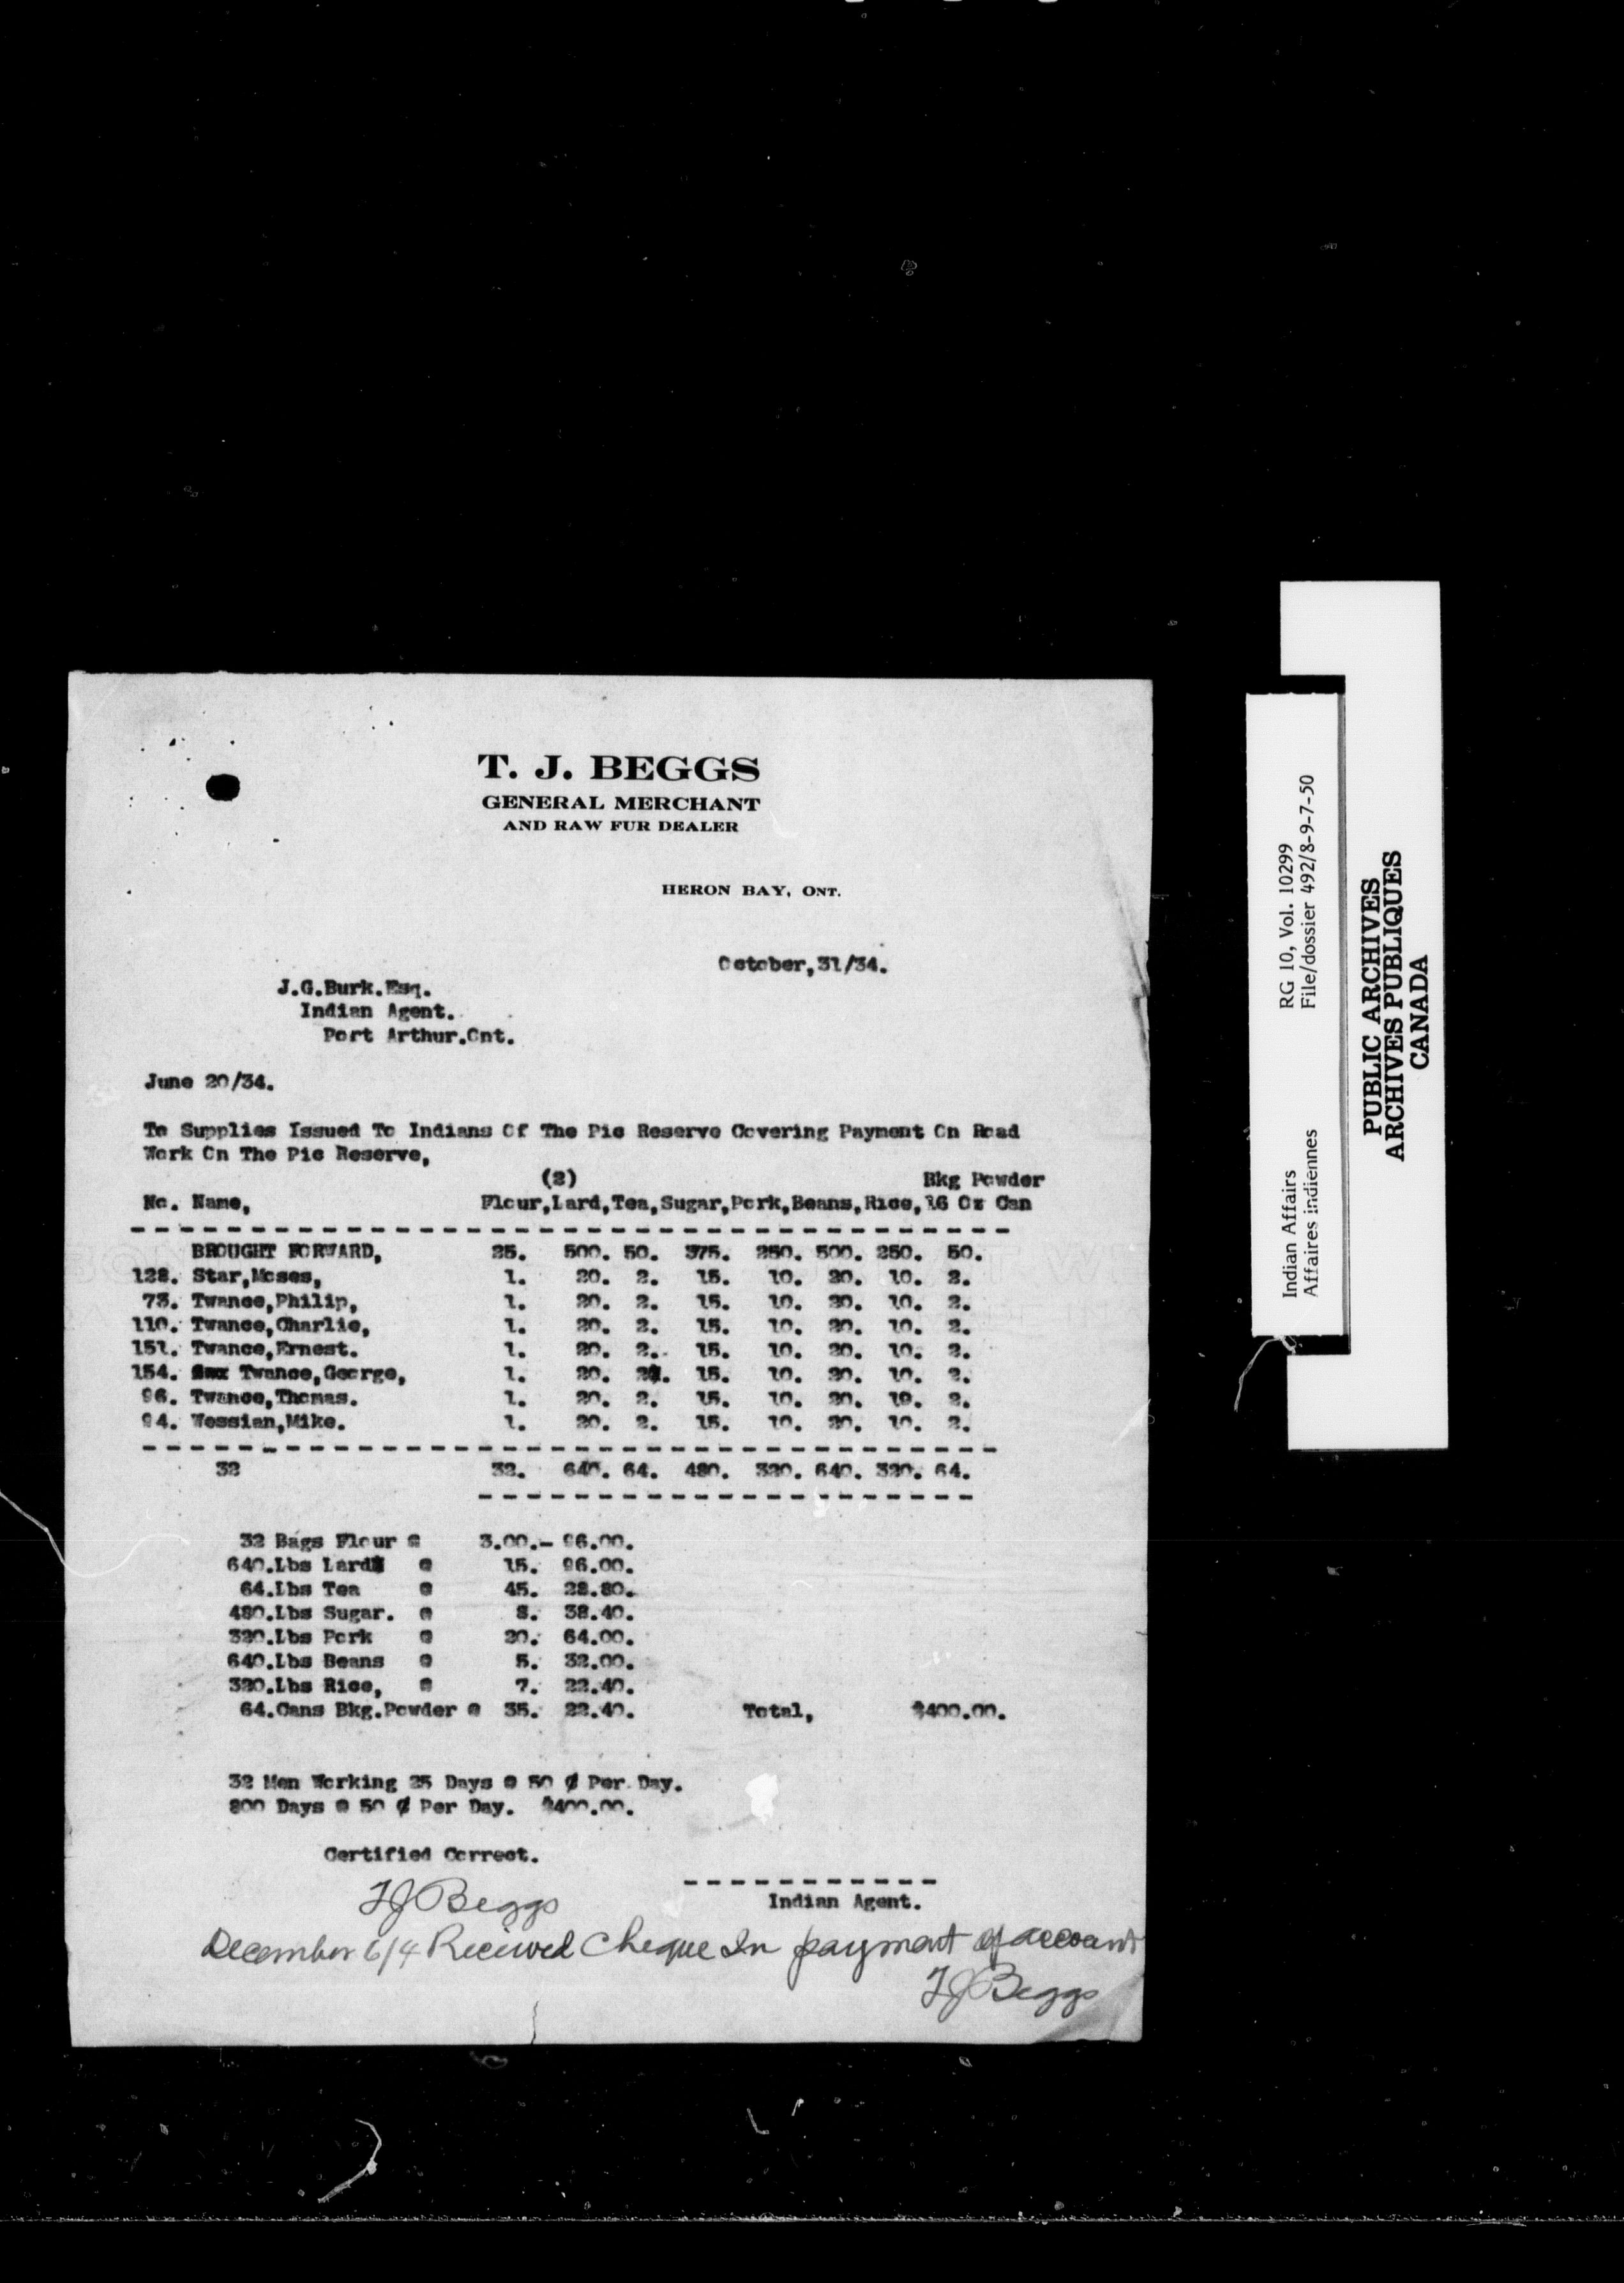 T. J. BEGGS
GENERAL MERCHANT
AND RAW FUR DEALER
HERON BAY, ONT.
October,31/34.
J.G.Burk.Esq.
Indian Agent.
Port Arthur.Ont.
June 20/34.
To Supplies Issued To Indians Of The Pic Reserve Covering Payment On Road
Work On The Pic Reserve,
(2) Bkg Powder
No. Name, Flour,Lard,Tea,Sugar,Pork,Beans,Rice,16 Oz Can
BROUGHT FORWARD, 25. 500. 50. 375. 250. 500. 250. 50.
128. Star,Moses, 1. 20. 2. 15. 10. 20. 10. 2.
73. Twance,Philip, 1. 20. 2. 15. 10. 20. 10. 2.
110. Twance,Charlie, 1. 20. 2. 15. 10. 20. 10. 2.
151. Twance,Ernest. 1. 20. 2. 15. 10. 20. 10. 2.
154. Twance,George, 1. 20. 2. 15. 10. 20. 10. 2.
96. Twance,Thomas. 1. 20. 2. 15. 10. 20. 10. 2.
94. Wessian,Mike. 1. 20. 2. 15. 10. 20. 10. 2.
32 32. 640. 64. 480. 320. 640. 320. 64.
32 Bags Flour @ 3.00.- 96.00.
640.Lbs Lard @ 15. 96.00.
64.Lbs Tea @ 45. 28.80.
480.Lbs Sugar. @ 8. 38.40.
320.Lbs Pork @ 20. 64.00.
640.Lbs Beans @ 5. 32.00.
320.Lbs Rice, @ 7. 22.40.
64.Cans Bkg.Powder @ 35. 22.40. Total, $400.00.
32 Men Working 25 Days @ 50 ¢ Per Day.
800 Days @ 50 ¢ Per Day. $400.00.
Certified Correct.
Indian Agent.
TJ Beggs
December 6/4 Received Cheque In payment of account
TJ Beggs
Indian Affairs RG 10, Vol. 10299
Affaires indiennes File/dossier 492/8-9-7-50
PUBLIC ARCHIVES
ARCHIVES PUBLIQUES
CANADA